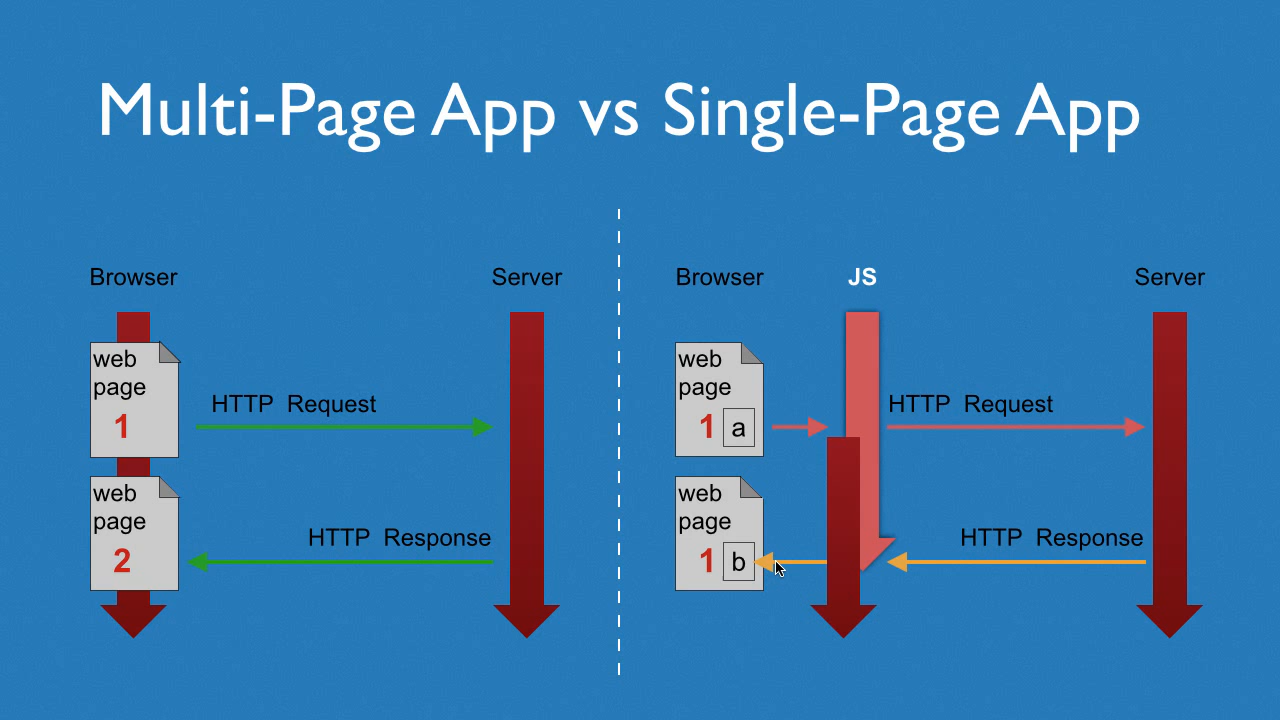 Multi-Page App vs Single-Page App
Browser
Server
web
page
1
HTTP Request
web
page
2
HTTP Response
Browser
JS
Server
web
page
1 a
HTTP Request
web
page
1 b
HTTP Response